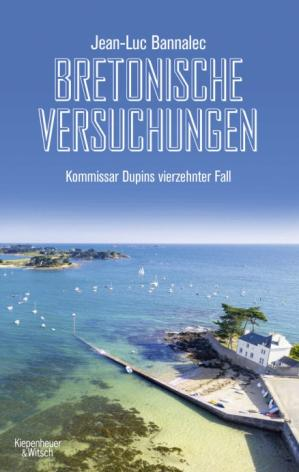 Jean-Luc Bannalec
BRETONISCHE
VERSUCHUNGEN
Kommissar Dupins vierzehnter Fall
Kiepenheuer
&Witsch